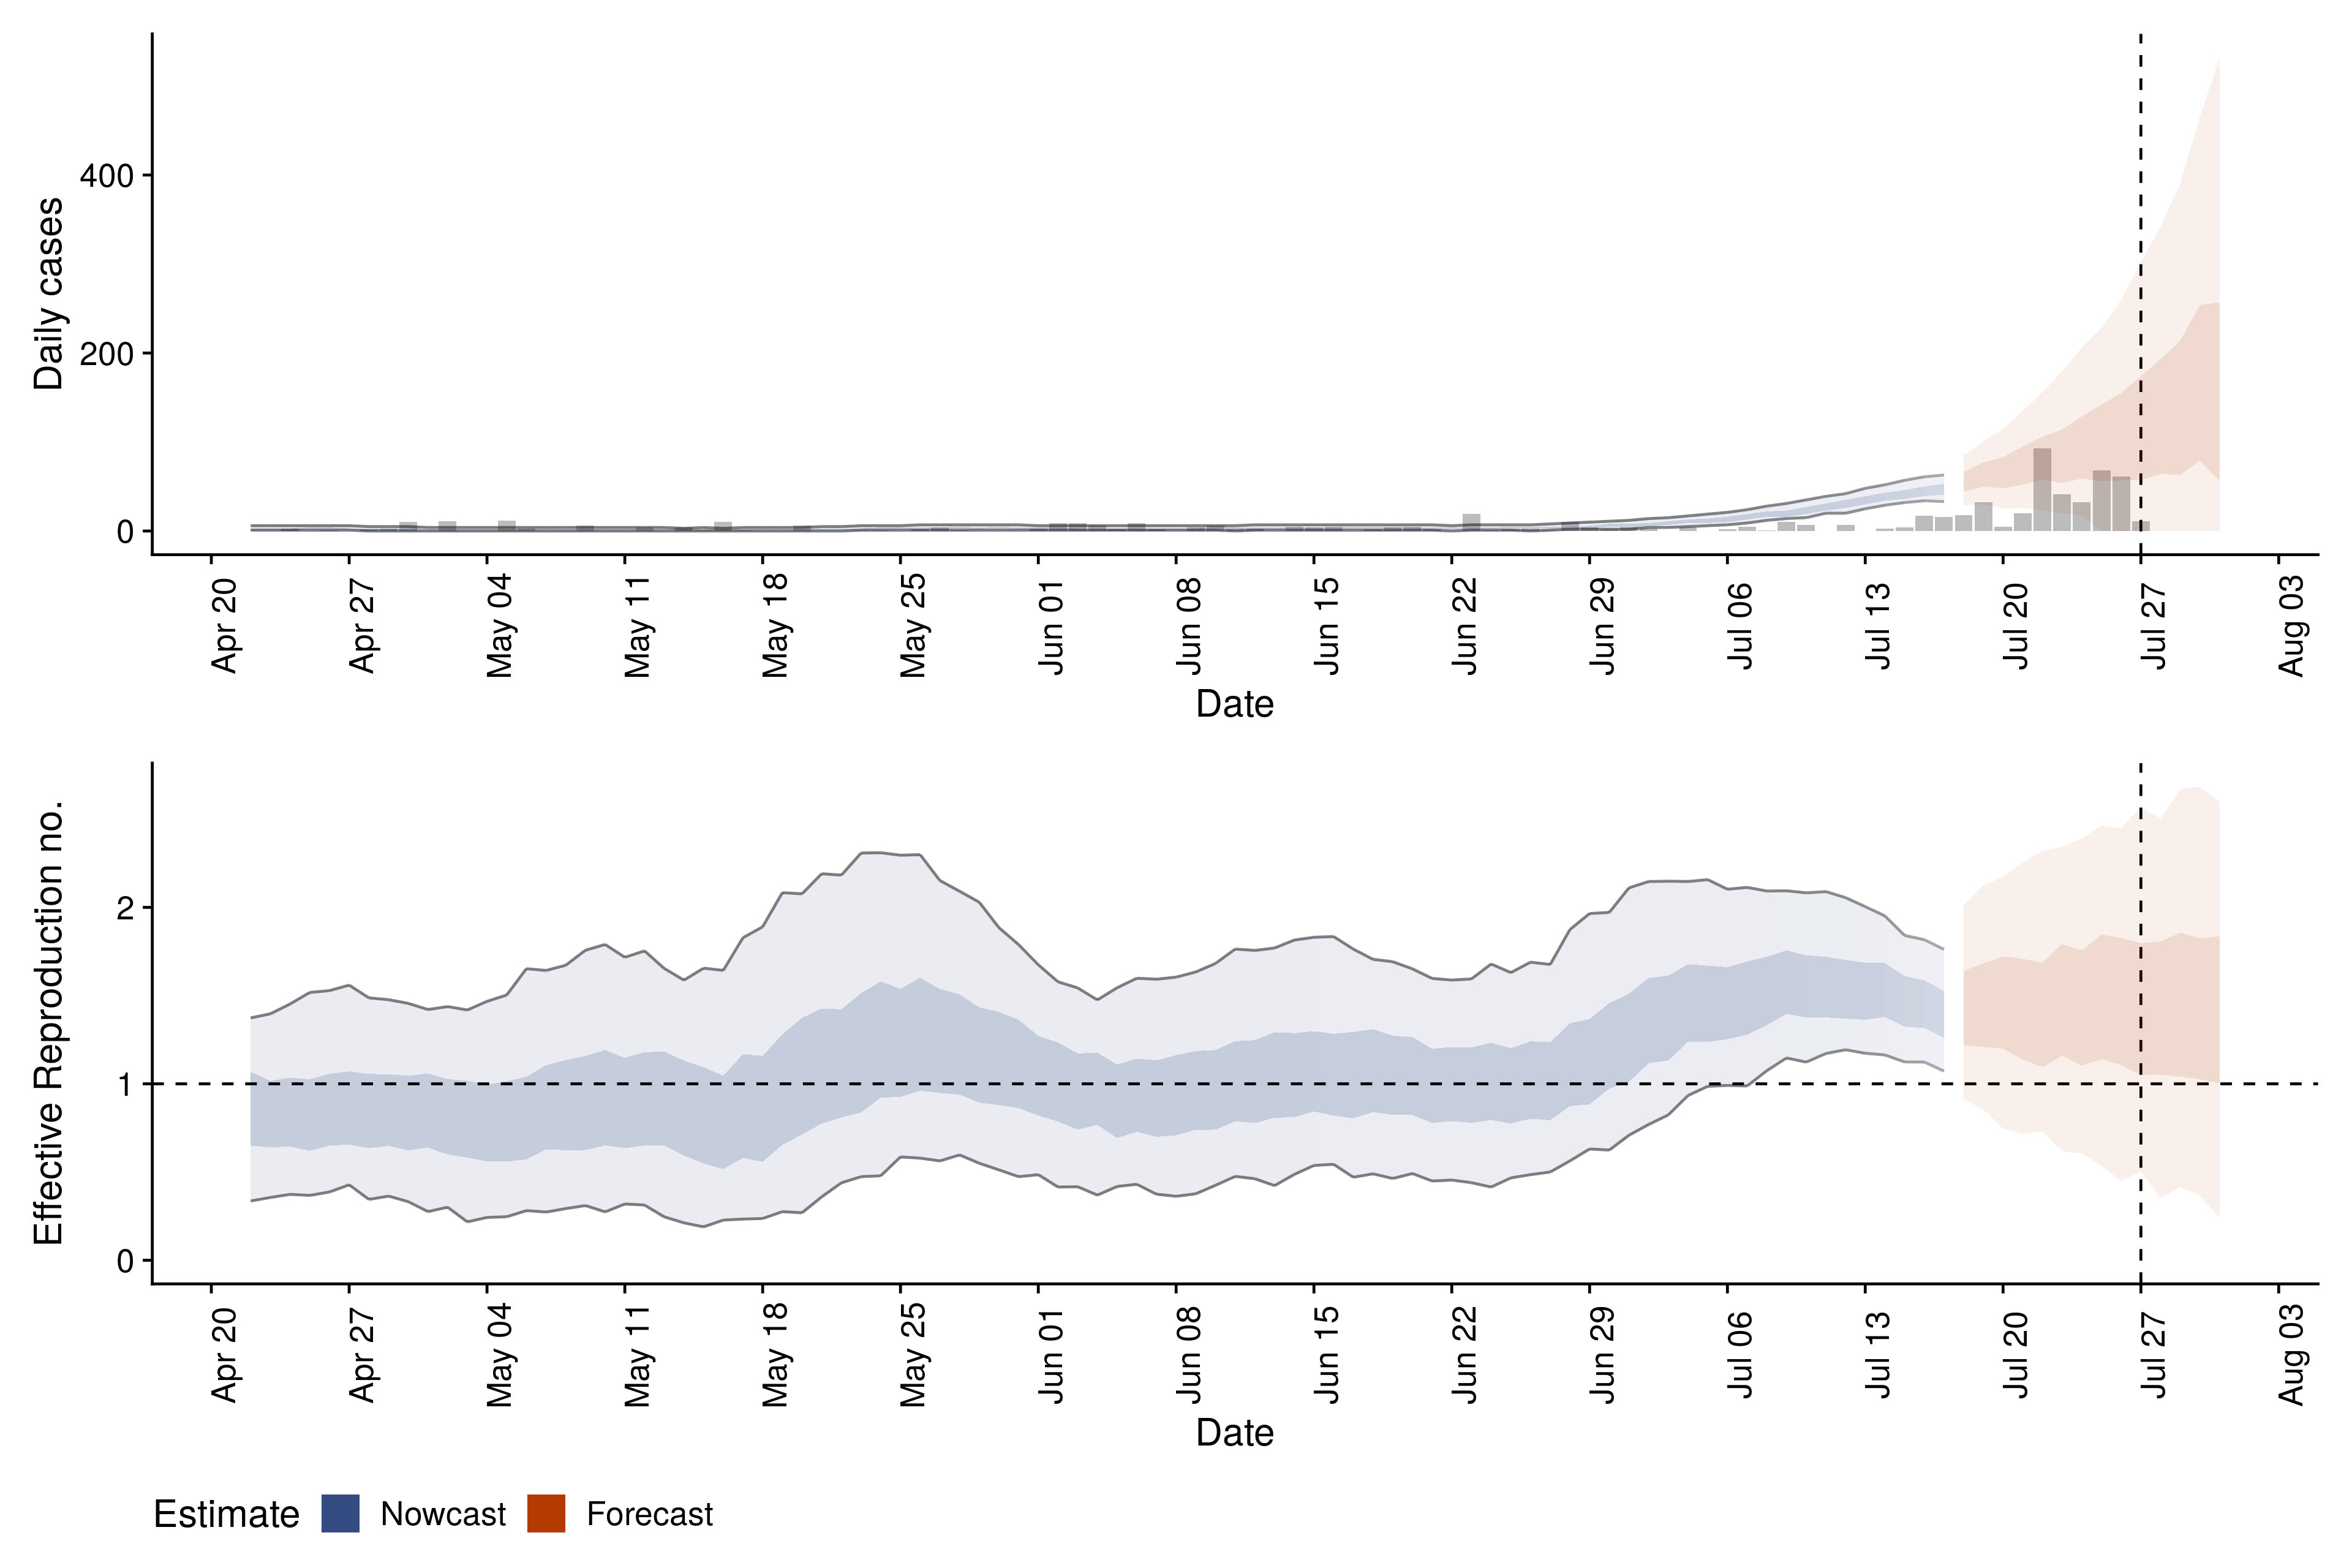 Daily cases
400
200
0
Apr 20 Apr 27 May 04 May 11 May 18 May 25 Jun 01 Jun 08 Jun 15 Jun 22 Jun 29 Jul 06 Jul 13 Jul 20 Jul 27 Aug 03
Date
Effective Reproduction no.
2
1
0
Apr 20 Apr 27 May 04 May 11 May 18 May 25 Jun 01 Jun 08 Jun 15 Jun 22 Jun 29 Jul 06 Jul 13 Jul 20 Jul 27 Aug 03
Date
Estimate Nowcast Forecast